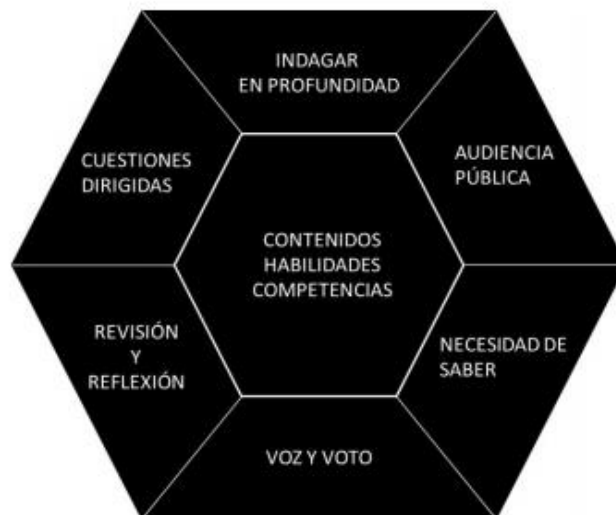 INDAGAR
EN PROFUNDIDAD
CUESTIONES
DIRIGIDAS
AUDIENCIA
PÚBLICA
CONTENIDOS
HABILIDADES
COMPETENCIAS
REVISIÓN
Y
REFLEXIÓN
NECESIDAD DE
SABER
VOZ Y VOTO